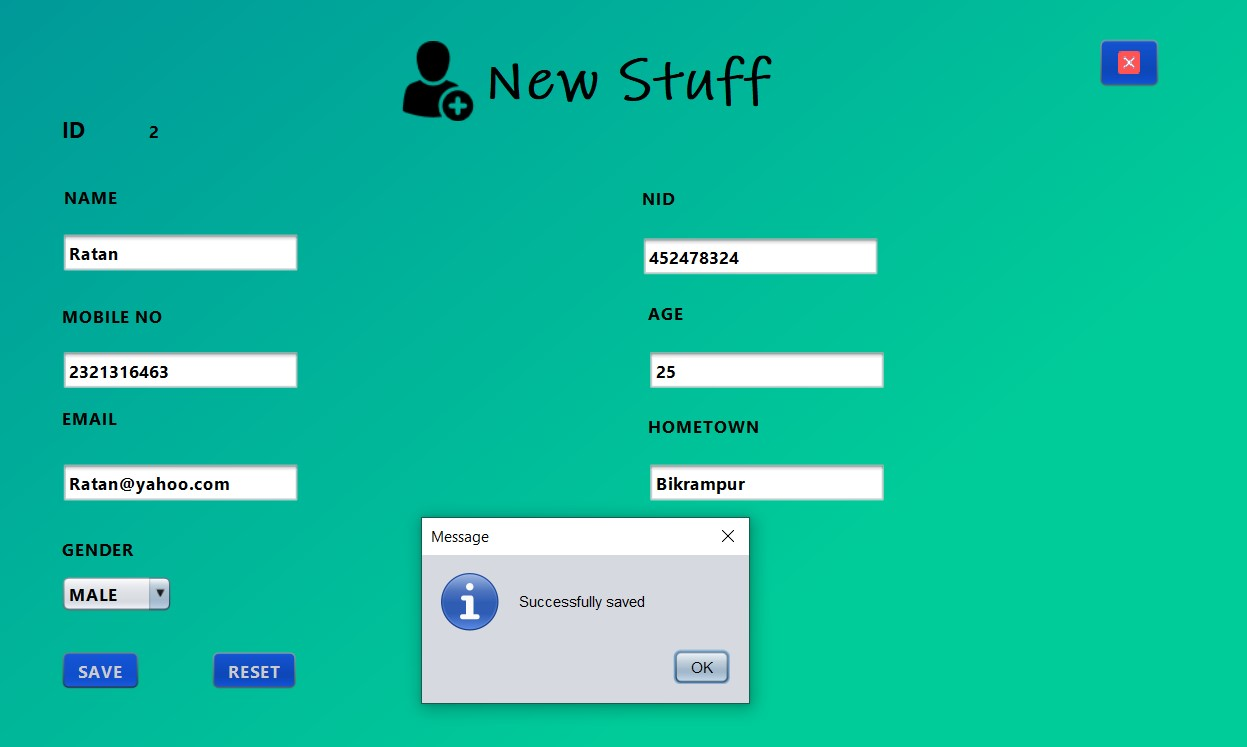 New Stuff
ID 2
NAME
NID
Ratan
452478324
MOBILE NO
AGE
2321316463
25
EMAIL
HOMETOWN
Ratan@yahoo.com
Bikrampur
Message
GENDER
MALE
Successfully saved
SAVE RESET
OK